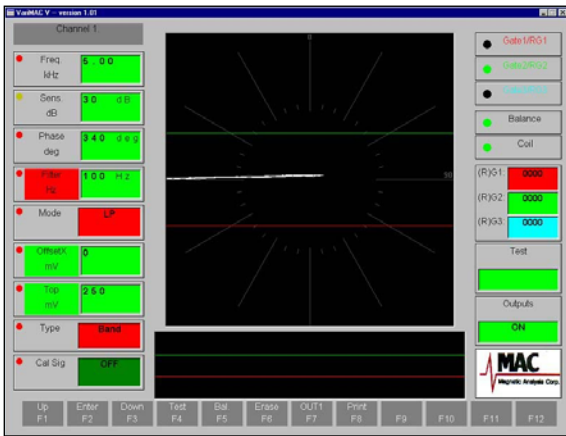 VariMAC V - version 1.01
Channel 1
Freq.
kHz
5.00
Sens.
dB
30 dB
Phase
deg
340 deg
Filter
Hz
100 Hz
Mode
LP
OffsetX
mV
0
Top
mV
250
Type
Band
Cal Sig
OFF
0
90
Gate1/RG1
Gate2/RG2
Balance
Coil
(R)G1:
0000
(R)G2:
0000
(R)G3:
0000
Test
Outputs
ON
MAC
Magnetic Analysis Corp.
Up
F1
Enter
F2
Down
F3
Test
F4
Bal
F5
Erase
F6
OUT1
F7
Print
F8
F9
F10
F11
F12